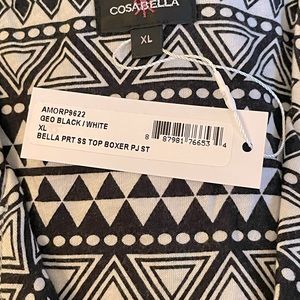 COSABELLA
XL
AMORP9622
GEO BLACK/WHITE
XL
BELLA PRT SS TOP BOXER PJ ST
8 87981 76653 4